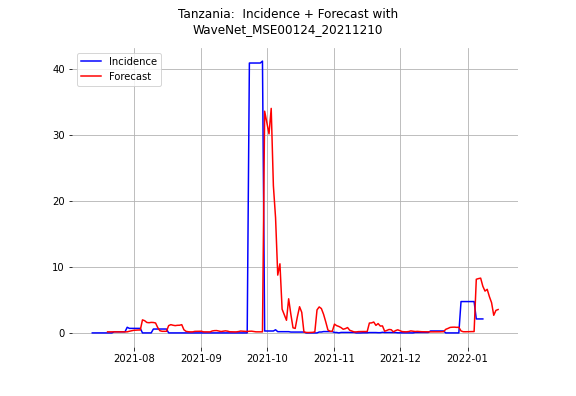 Tanzania:  Incidence + Forecast with
WaveNet_MSE00124_20211210
Incidence
Forecast
40
30
20
10
0
2021-08
2021-09
2021-10
2021-11
2021-12
2022-01